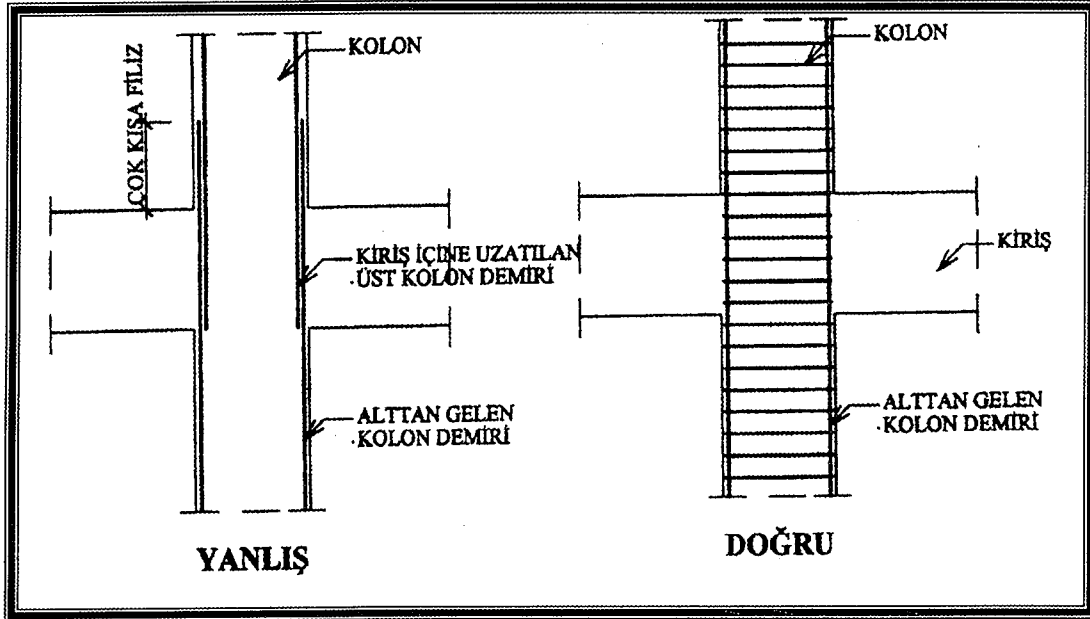 ÇOK KISA FİLİZ
KOLON
KİRİŞ İÇİNE UZATILAN
ÜST KOLON DEMİRİ
ALTTAN GELEN
KOLON DEMİRİ
YANLIŞ
KOLON
KİRİŞ
ALTTAN GELEN
KOLON DEMİRİ
DOĞRU